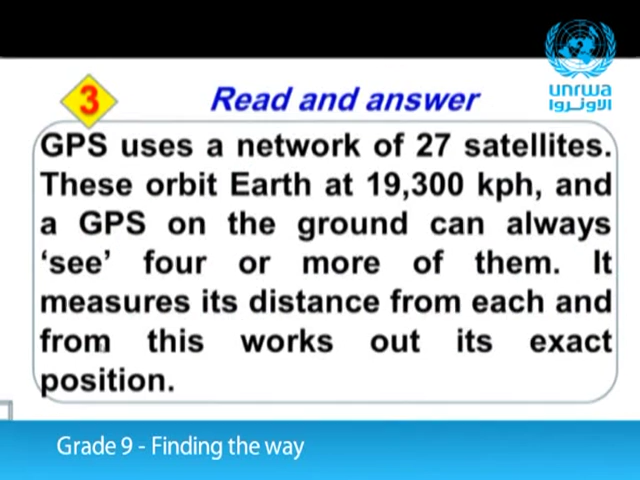 unrwa
الأونروا
3
Read and answer
GPS uses a network of 27 satellites.
These orbit Earth at 19,300 kph, and
a GPS on the ground can always
‘see’ four or more of them. It
measures its distance from each and
from this works out its exact
position.
Grade 9 - Finding the way